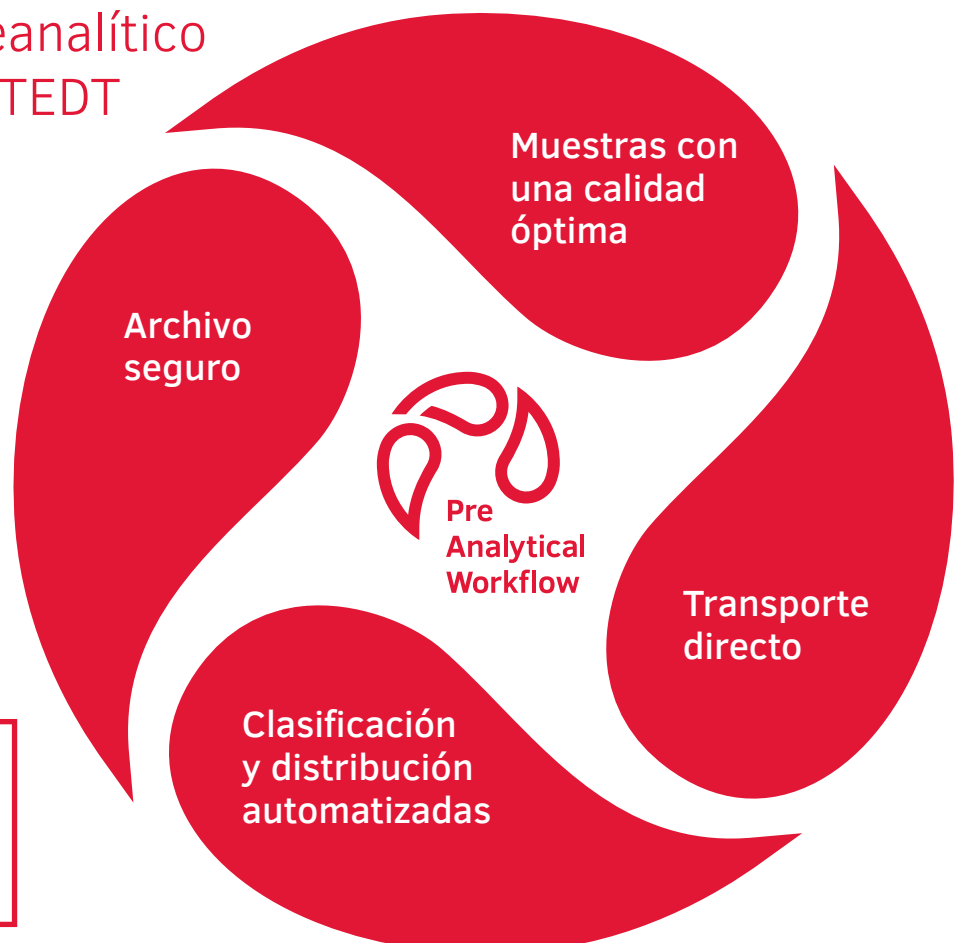 eanalítico
TEDT
Muestras con
una calidad
óptima
Archivo
seguro
Pre
Analytical
Workflow
Transporte
directo
Clasificación
y distribución
automatizadas